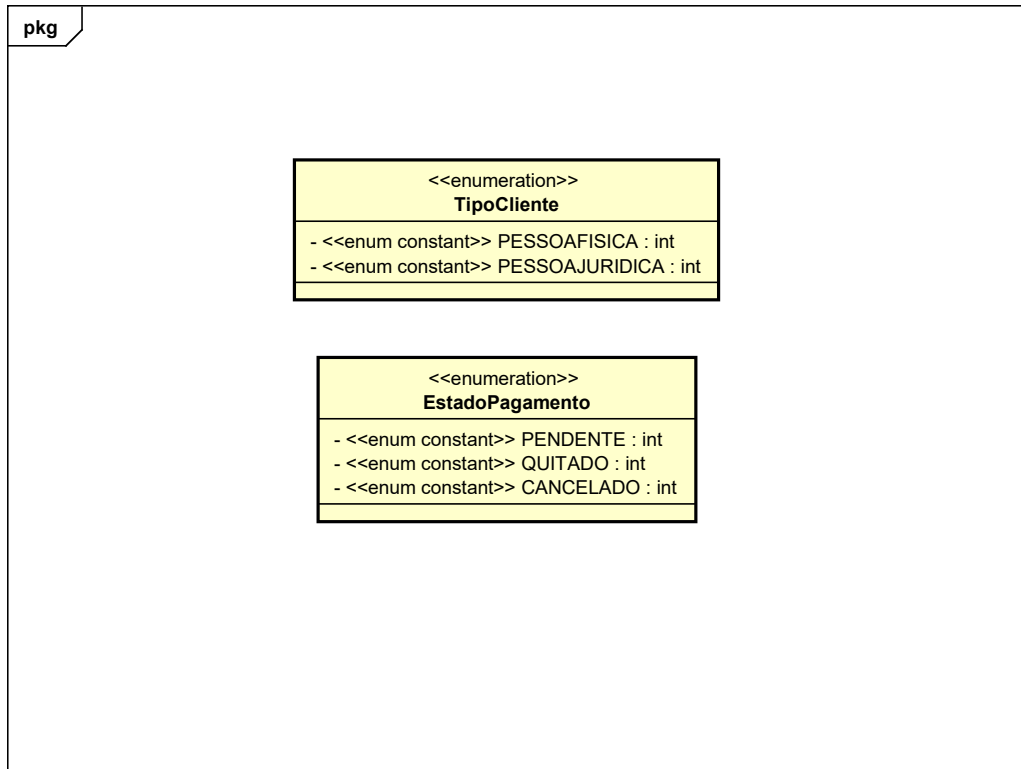 pkg
<<enumeration>>
TipoCliente
- <<enum constant>> PESSOAFISICA : int
- <<enum constant>> PESSOAJURIDICA : int
<<enumeration>>
EstadoPagamento
- <<enum constant>> PENDENTE : int
- <<enum constant>> QUITADO : int
- <<enum constant>> CANCELADO : int